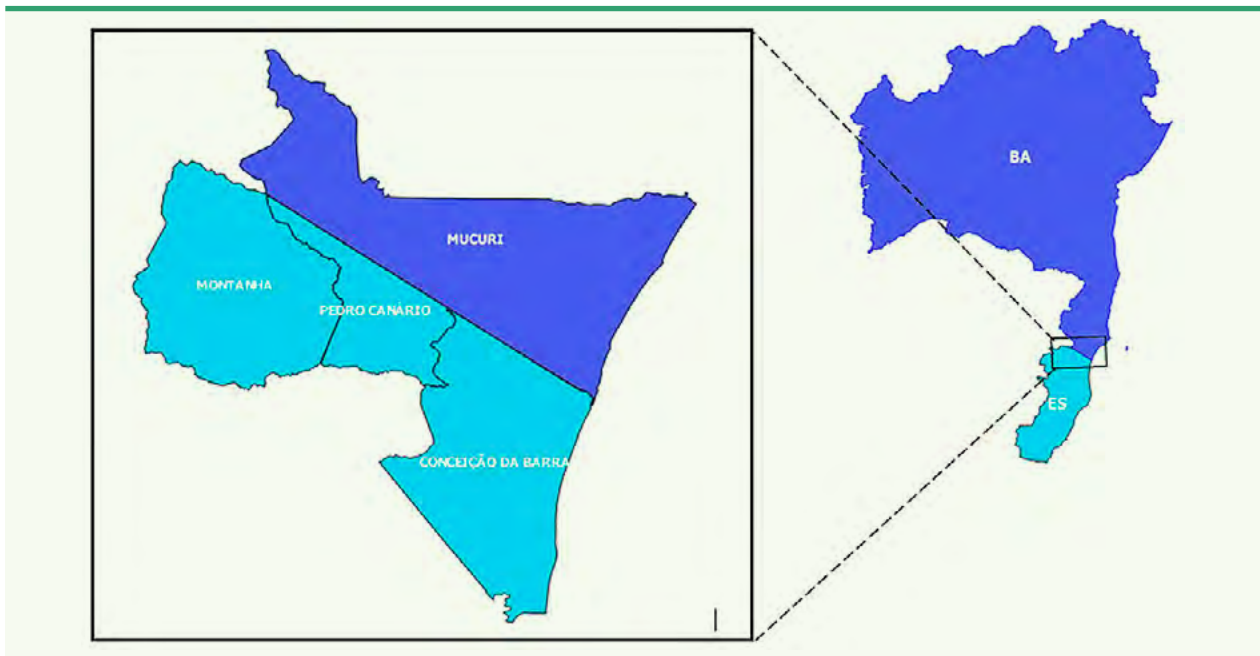 BA
MUCURI
MONTANHA
PEDRO CANÁRIO
ES
CONCEIÇÃO DA BARRA